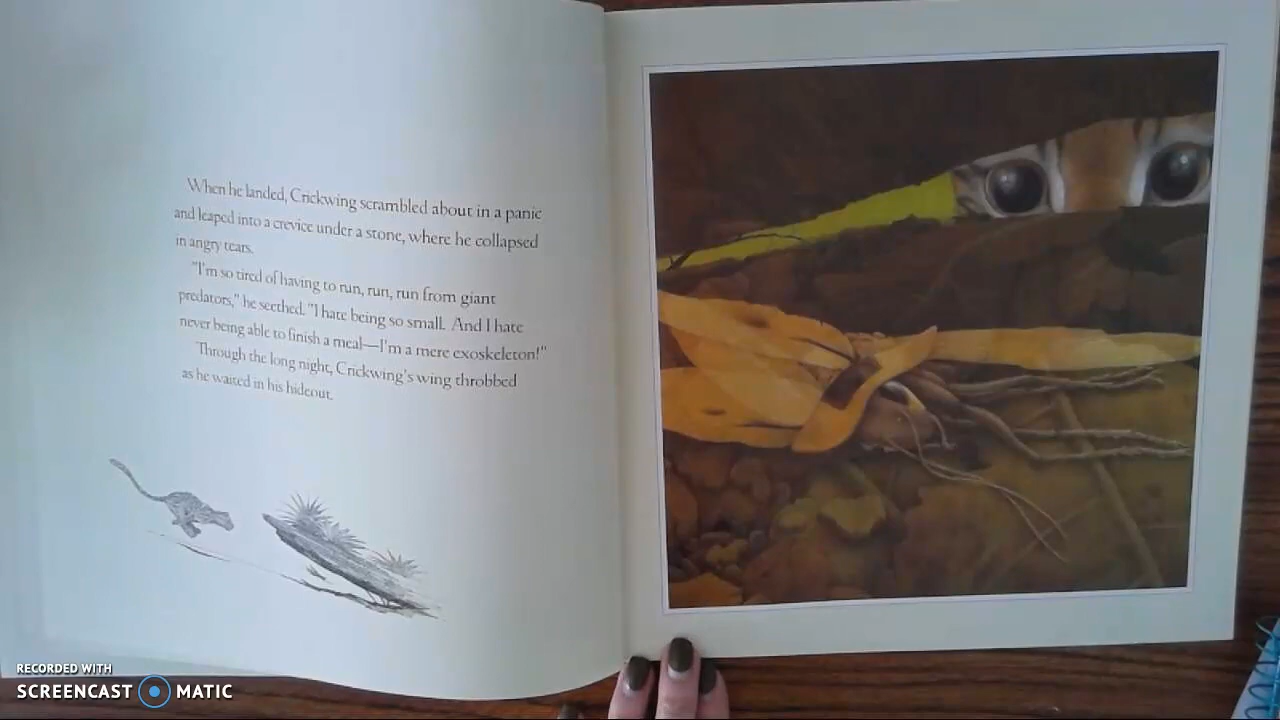 When he landed, Crickwing scrambled about in a panic
and leaped into a crevice under a stone, where he collapsed
in angry tears.
"I'm so tired of having to run, run, run from giant
predators," he seethed. "I hate being so small. And I hate
never being able to finish a meal—I'm a mere exoskeleton!"
Through the long night, Crickwing's wing throbbed
as he waited in his hideout.
RECORDED WITH
SCREENCAST MATIC